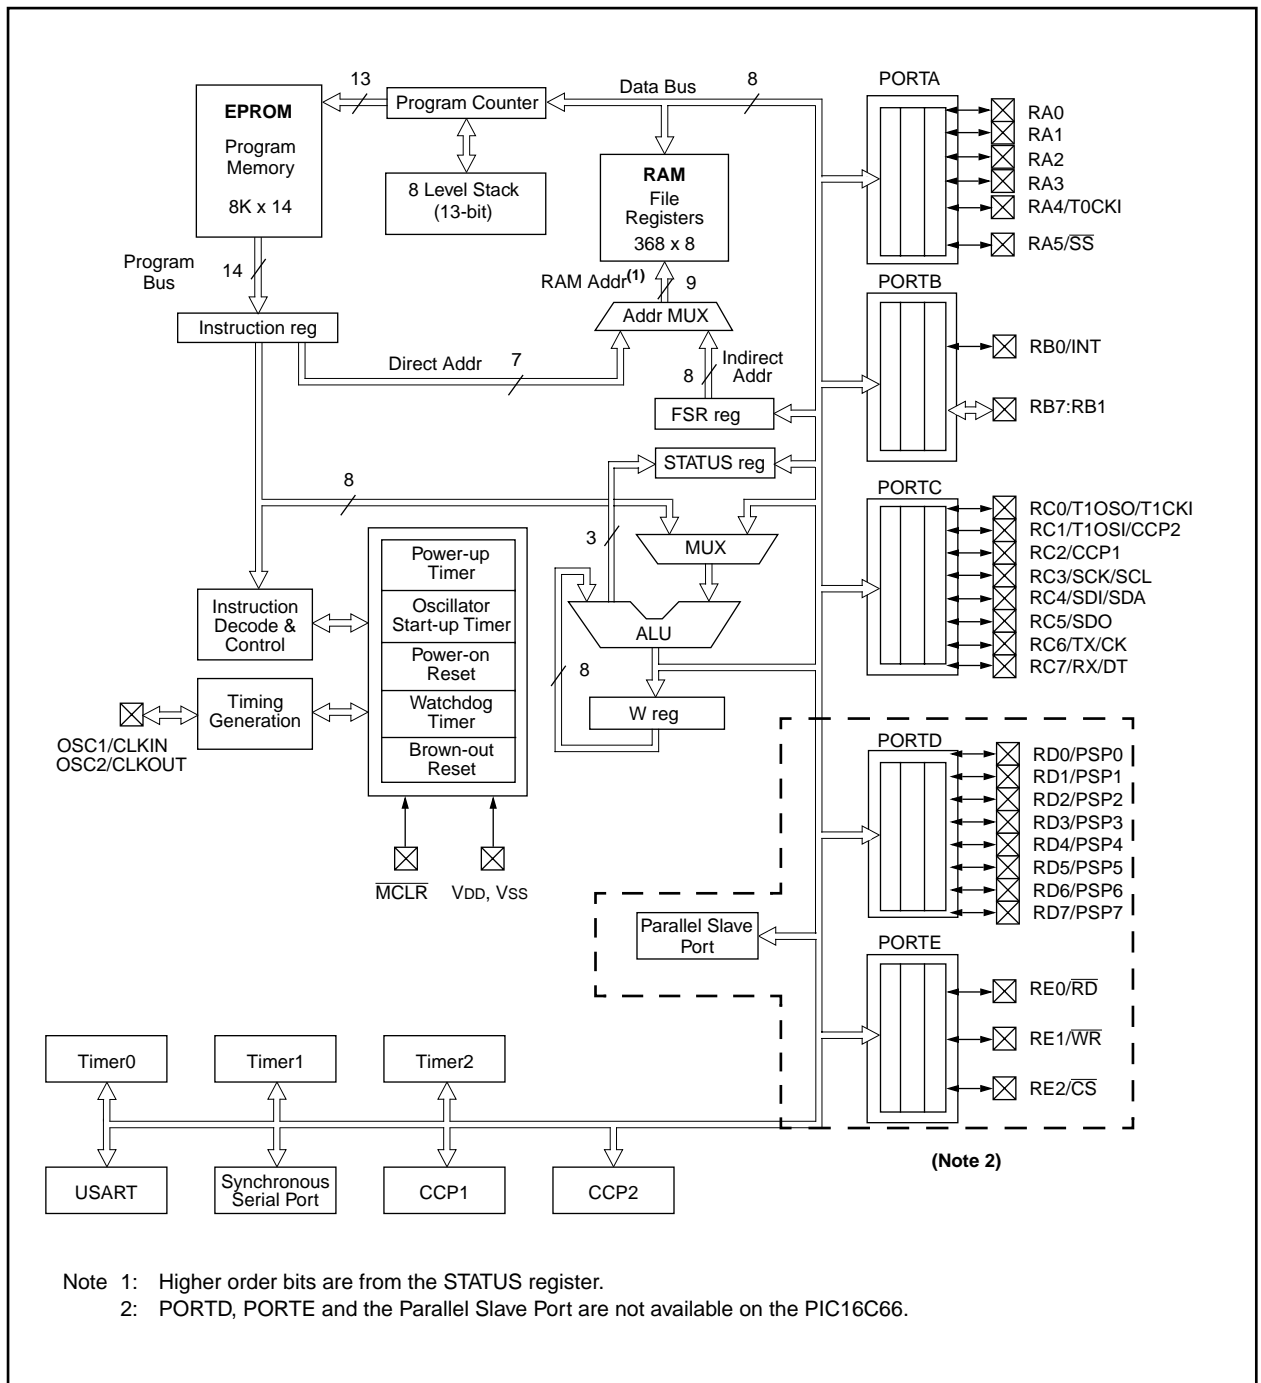 EPROM
Program
Memory
8K x 14
13
Program Counter
Data Bus
8
8 Level Stack
(13-bit)
RAM
File
Registers
368 x 8
Program
Bus
14
RAM Addr(1)
9
Instruction reg
Addr MUX
Direct Addr
7
8
Indirect
Addr
FSR reg
STATUS reg
8
3
MUX
Power-up
Timer
Oscillator
Start-up Timer
Power-on
Reset
Watchdog
Timer
Brown-out
Reset
Instruction
Decode &
Control
Timing
Generation
OSC1/CLKIN
OSC2/CLKOUT
ALU
8
W reg
MCLR
VDD, VSS
Parallel Slave
Port
PORTA
RA0
RA1
RA2
RA3
RA4/T0CKI
RA5/SS
PORTB
RB0/INT
RB7:RB1
PORTC
RC0/T1OSO/T1CKI
RC1/T1OSI/CCP2
RC2/CCP1
RC3/SCK/SCL
RC4/SDI/SDA
RC5/SDO
RC6/TX/CK
RC7/RX/DT
PORTD
RD0/PSP0
RD1/PSP1
RD2/PSP2
RD3/PSP3
RD4/PSP4
RD5/PSP5
RD6/PSP6
RD7/PSP7
PORTE
RE0/RD
RE1/WR
RE2/CS
(Note 2)
Timer0
Timer1
Timer2
USART
Synchronous
Serial Port
CCP1
CCP2
Note 1: Higher order bits are from the STATUS register.
2: PORTD, PORTE and the Parallel Slave Port are not available on the PIC16C66.